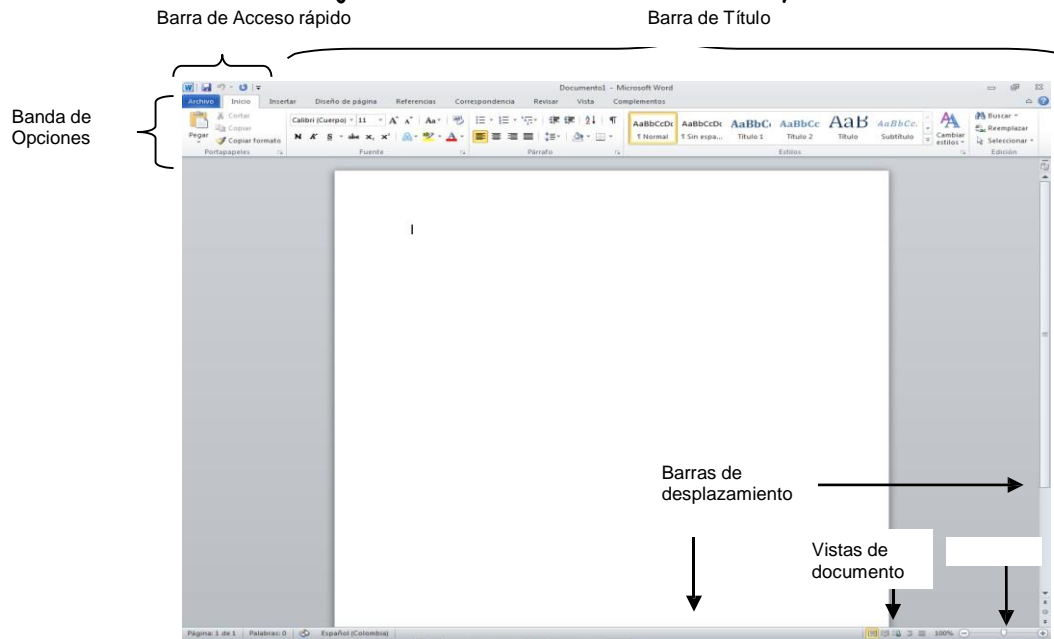 Barra de Acceso rápido
Barra de Título
Banda de
Opciones
Documento1 - Microsoft Word
Archivo Inicio Insertar Diseño de página Referencias Correspondencia Revisar Vista Complementos
Pegar
Cortar
Copiar
Copiar formato
Portapapeles
Calibri (Cuerpo) 11
N K S abc x, x²
Fuente
Párrafo
AaBbCcDc AaBbCcDc AaBbC AaBbCc AaB AaBbCc.
¶ Normal ¶ Sin espa... Título 1 Título 2 Título Subtítulo
Cambiar
estilos
Estilos
Buscar
Reemplazar
Seleccionar
Edición
Barras de
desplazamiento
Vistas de
documento
Página: 1 de 1 Palabras: 0 Español (Colombia) 100%